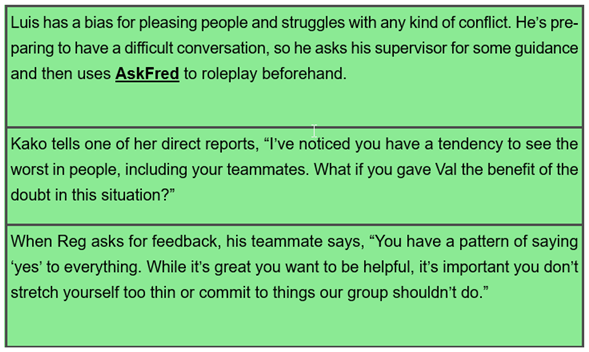 Luis has a bias for pleasing people and struggles with any kind of conflict. He’s pre-
paring to have a difficult conversation, so he asks his supervisor for some guidance
and then uses AskFred to roleplay beforehand.
Kako tells one of her direct reports, “I’ve noticed you have a tendency to see the
worst in people, including your teammates. What if you gave Val the benefit of the
doubt in this situation?”
When Reg asks for feedback, his teammate says, “You have a pattern of saying
‘yes’ to everything. While it’s great you want to be helpful, it’s important you don’t
stretch yourself too thin or commit to things our group shouldn’t do.”